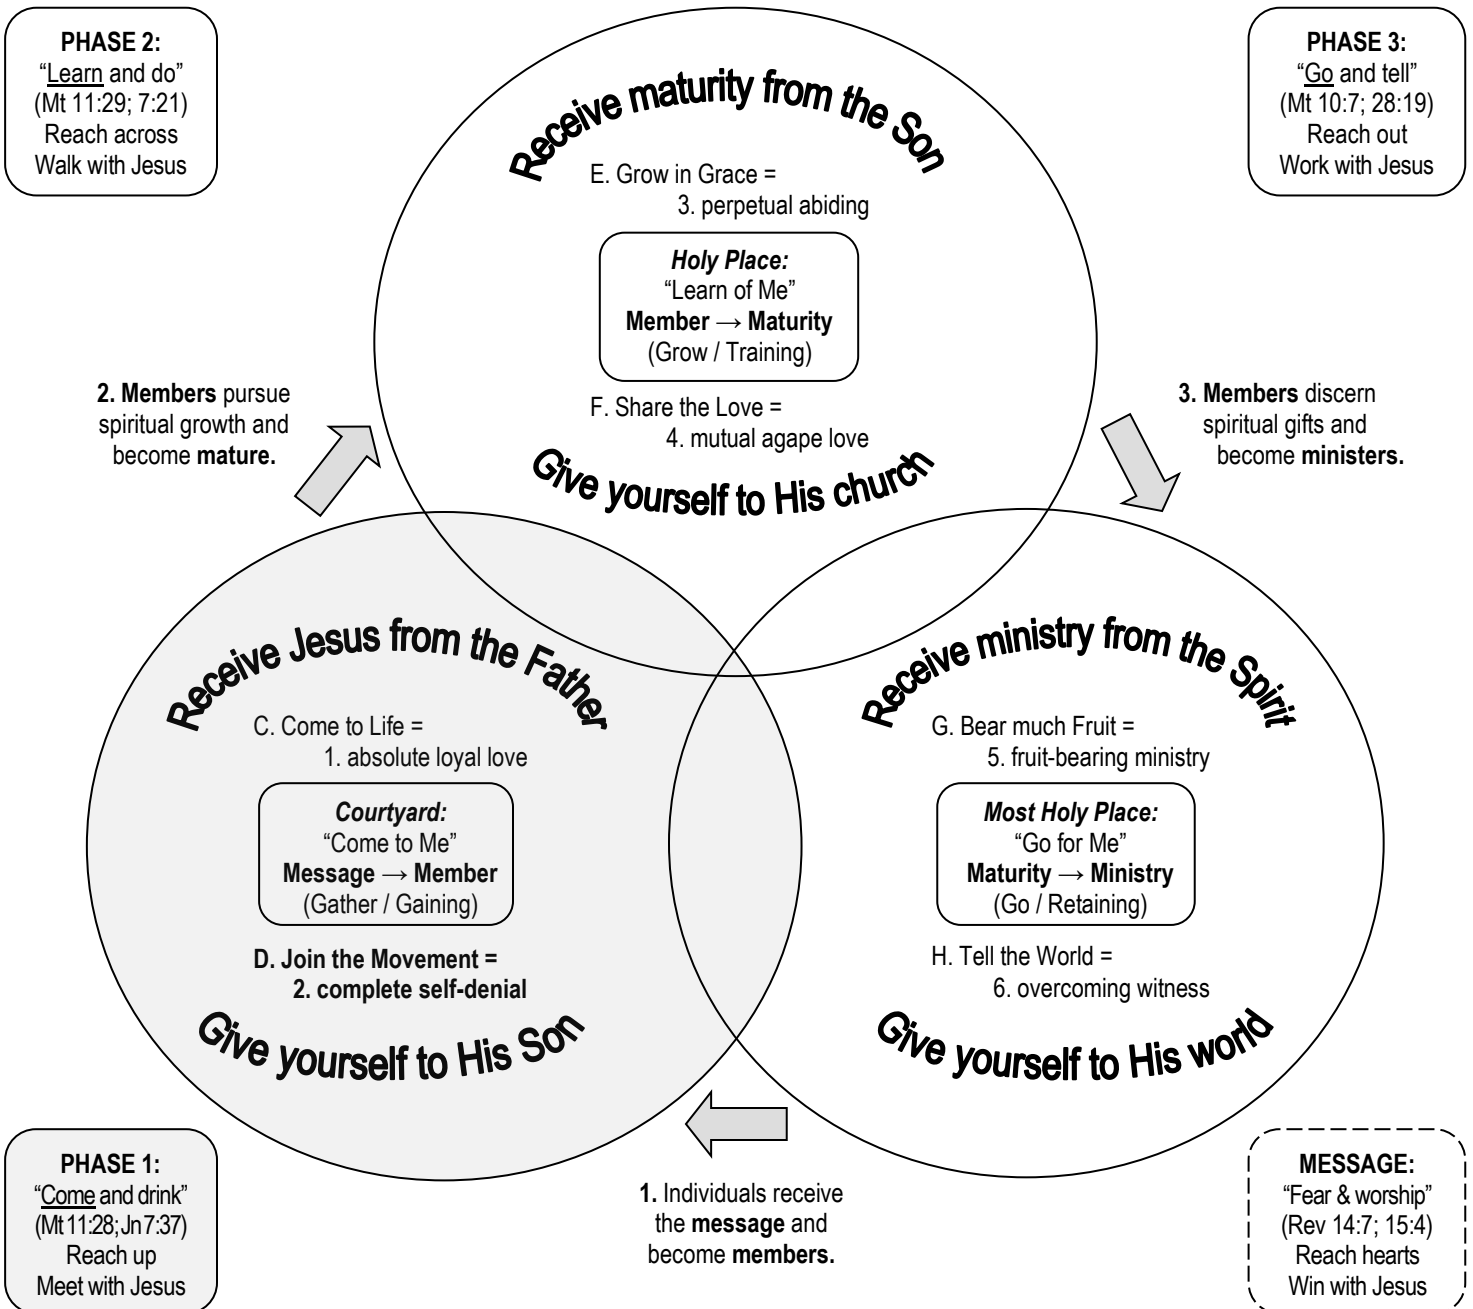 PHASE 2:
“Learn and do”
(Mt 11:29; 7:21)
Reach across
Walk with Jesus
PHASE 3:
“Go and tell”
(Mt 10:7; 28:19)
Reach out
Work with Jesus
Receive maturity from the Son
E. Grow in Grace =
3. perpetual abiding
Holy Place:
“Learn of Me”
Member → Maturity
(Grow / Training)
F. Share the Love =
4. mutual agape love
Give yourself to His church
2. Members pursue
spiritual growth and
become mature.
3. Members discern
spiritual gifts and
become ministers.
Receive Jesus from the Father
C. Come to Life =
1. absolute loyal love
Courtyard:
“Come to Me”
Message → Member
(Gather / Gaining)
D. Join the Movement =
2. complete self-denial
Give yourself to His Son
Receive ministry from the Spirit
G. Bear much Fruit =
5. fruit-bearing ministry
Most Holy Place:
“Go for Me”
Maturity → Ministry
(Go / Retaining)
H. Tell the World =
6. overcoming witness
Give yourself to His world
PHASE 1:
“Come and drink”
(Mt 11:28; Jn 7:37)
Reach up
Meet with Jesus
1. Individuals receive
the message and
become members.
MESSAGE:
“Fear & worship”
(Rev 14:7; 15:4)
Reach hearts
Win with Jesus